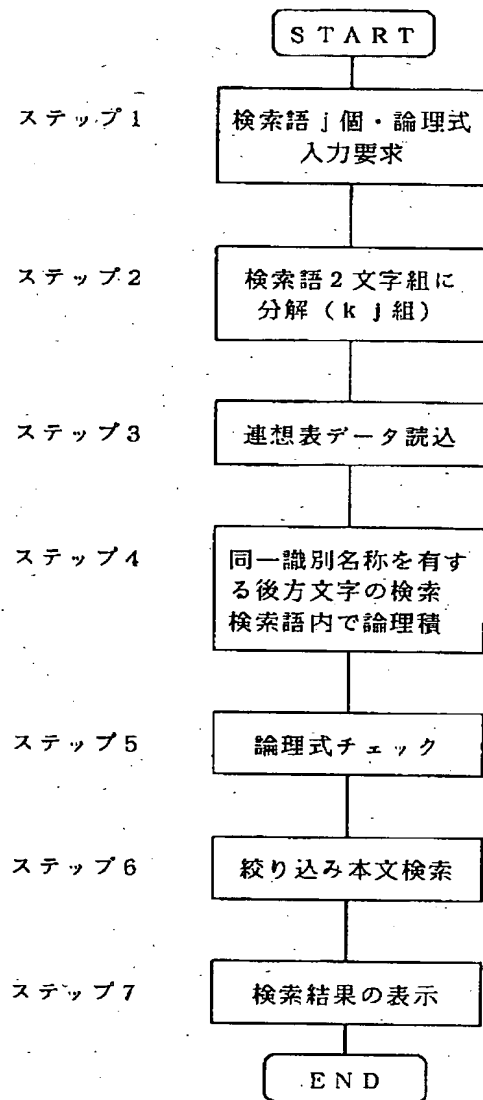 START
ステップ1
検索語j個・論理式
入力要求
ステップ2
検索語2文字組に
分解（kj組）
ステップ3
連想表データ読込
ステップ4
同一識別名称を有す
る後方文字の検索
検索語内で論理積
ステップ5
論理式チェック
ステップ6
絞り込み本文検索
ステップ7
検索結果の表示
END